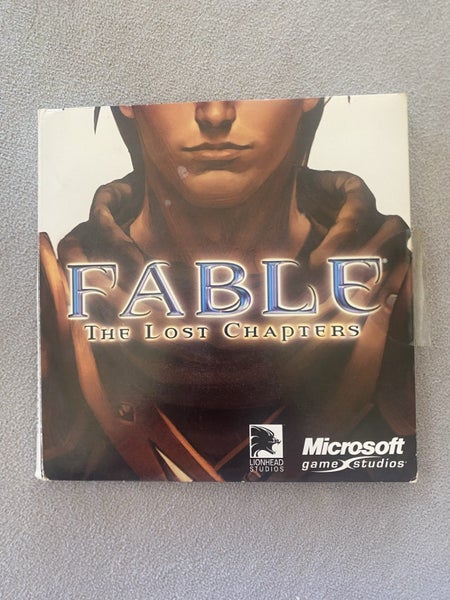 FABLE®
THE LOST CHAPTERS
LIONHEAD
STUDIOS
Microsoft
game studios